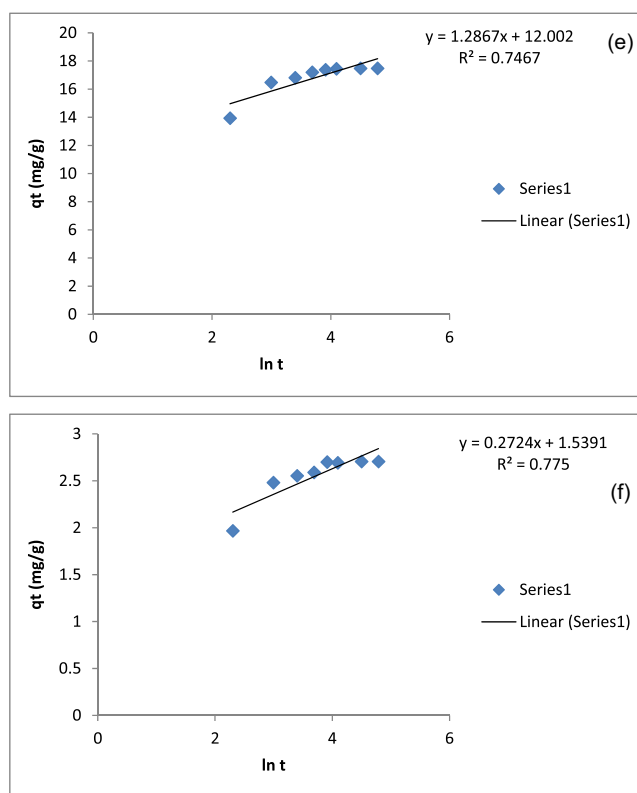 y = 1.2867x + 12.002
R² = 0.7467
(e)
20
18
16
14
12
10
8
6
4
2
0
qt (mg/g)
Series1
Linear (Series1)
0 2 4 6
ln t
y = 0.2724x + 1.5391
R² = 0.775
(f)
3
2.5
2
1.5
1
0.5
0
qt (mg/g)
Series1
Linear (Series1)
0 2 4 6
ln t